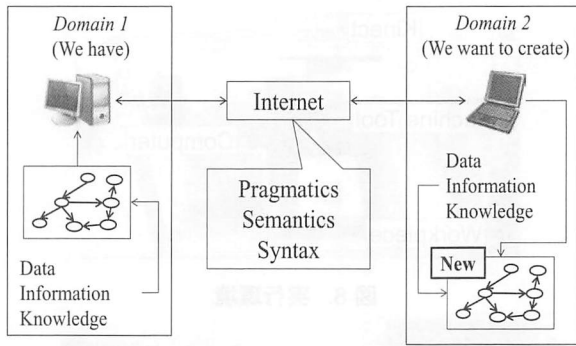 Domain 1
(We have)
Data
Information
Knowledge
Internet
Pragmatics
Semantics
Syntax
Domain 2
(We want to create)
Data
Information
Knowledge
New